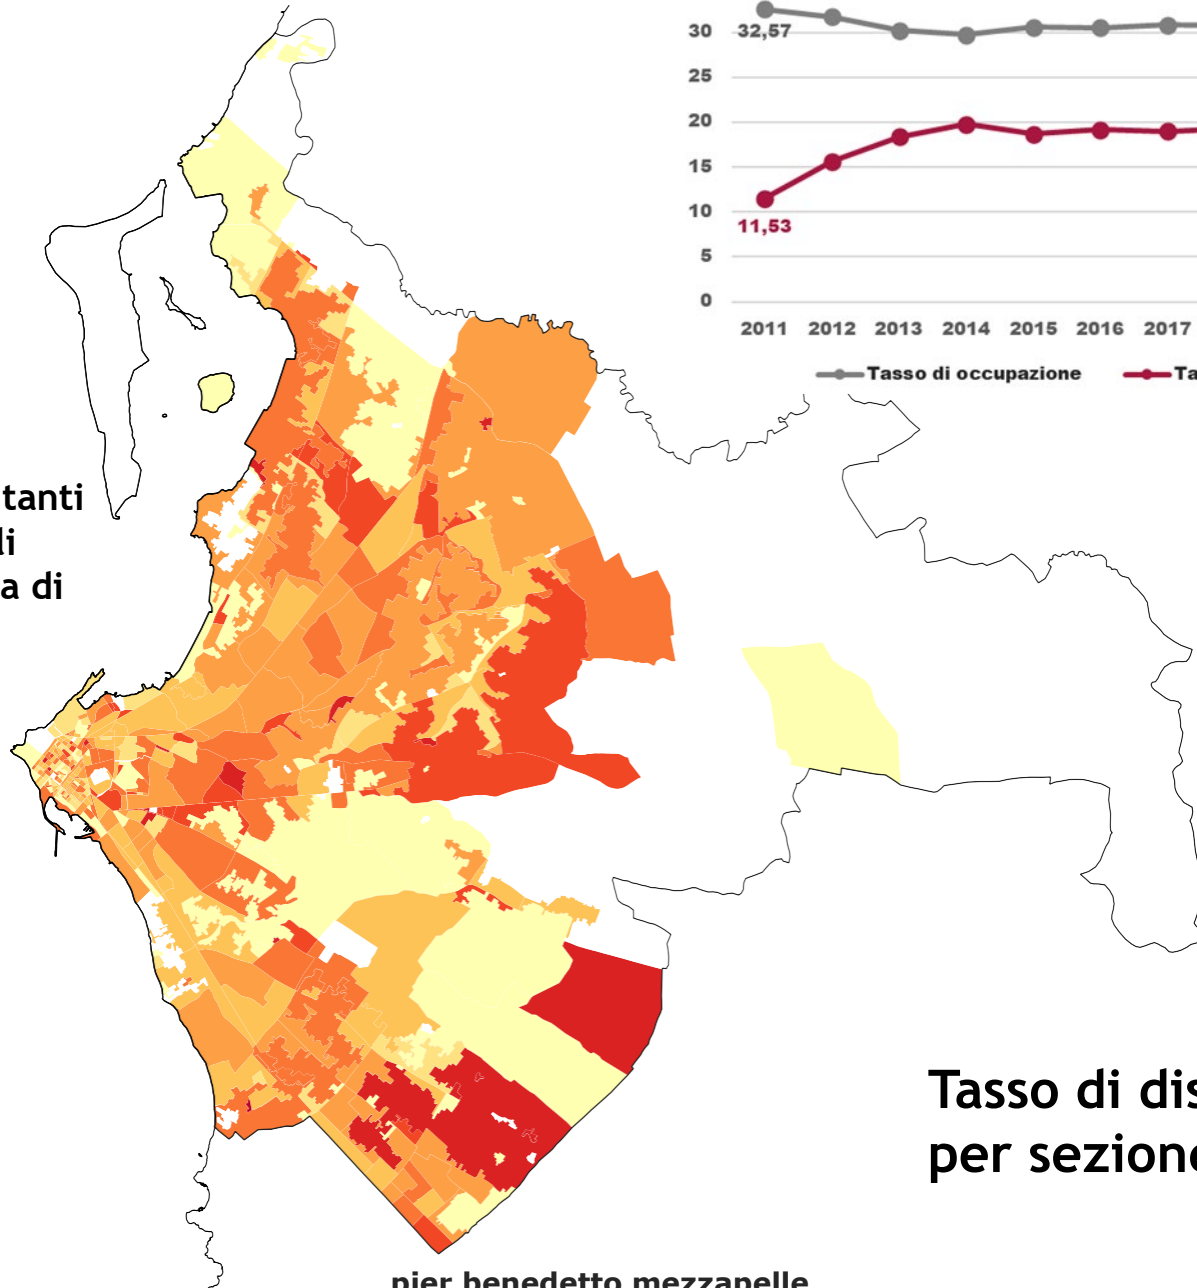 30
32,57
25
20
15
10
11,53
5
0
2011 2012 2013 2014 2015 2016 2017
Tasso di occupazione Ta
tanti
li
a di
Tasso di dis
per sezione
pier benedetto mezzapelle